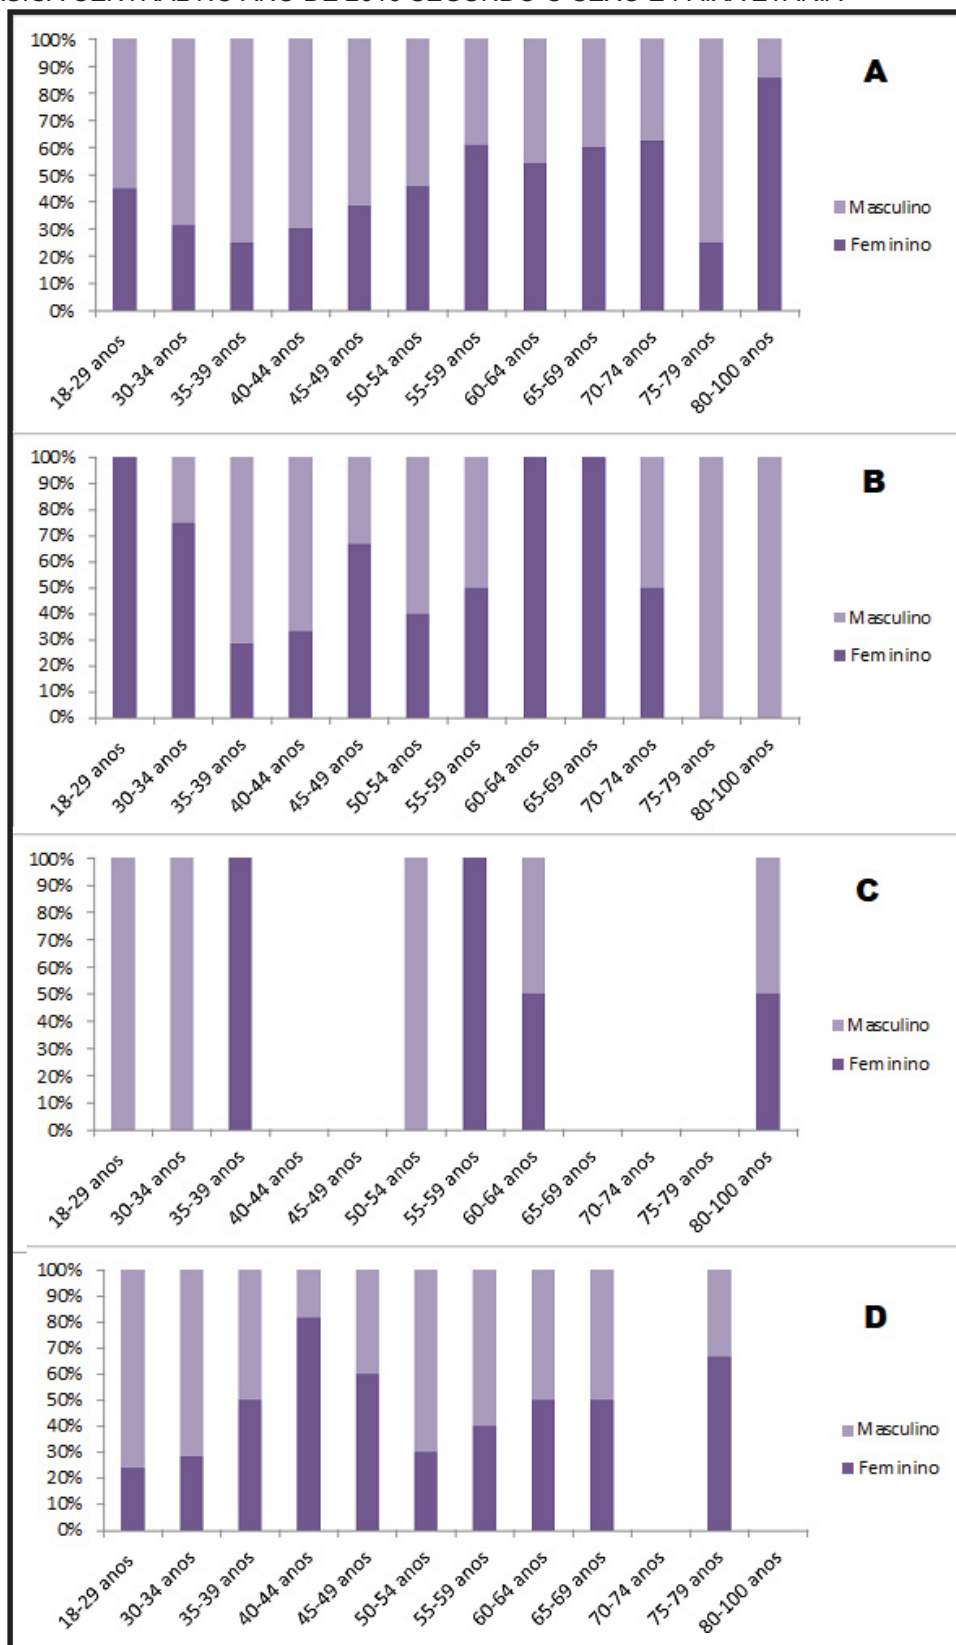 CENTRAL NO ANO DE SEGUNDO O E FAIXA ETÁRIA
100%
90%
80%
70%
60%
50%
40%
30%
20%
10%
0%
A
Masculino
Feminino
18-29 anos
30-34 anos
35-39 anos
40-44 anos
45-49 anos
50-54 anos
55-59 anos
60-64 anos
65-69 anos
70-74 anos
75-79 anos
80-100 anos
100%
90%
80%
70%
60%
50%
40%
30%
20%
10%
0%
B
Masculino
Feminino
18-29 anos
30-34 anos
35-39 anos
40-44 anos
45-49 anos
50-54 anos
55-59 anos
60-64 anos
65-69 anos
70-74 anos
75-79 anos
80-100 anos
100%
90%
80%
70%
60%
50%
40%
30%
20%
10%
0%
C
Masculino
Feminino
18-29 anos
30-34 anos
35-39 anos
40-44 anos
45-49 anos
50-54 anos
55-59 anos
60-64 anos
65-69 anos
70-74 anos
75-79 anos
80-100 anos
100%
90%
80%
70%
60%
50%
40%
30%
20%
10%
0%
D
Masculino
Feminino
18-29 anos
30-34 anos
35-39 anos
40-44 anos
45-49 anos
50-54 anos
55-59 anos
60-64 anos
65-69 anos
70-74 anos
75-79 anos
80-100 anos